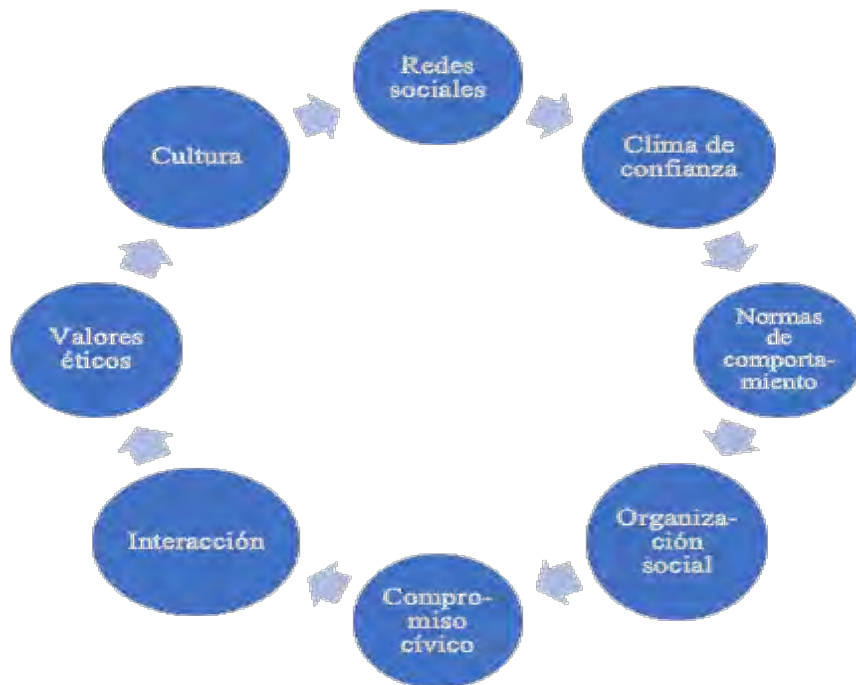 Redes
sociales
Clima de
confianza
Normas
de
comporta-
miento
Organiza-
ción
social
Compro-
miso
cívico
Interacción
Valores
éticos
Cultura